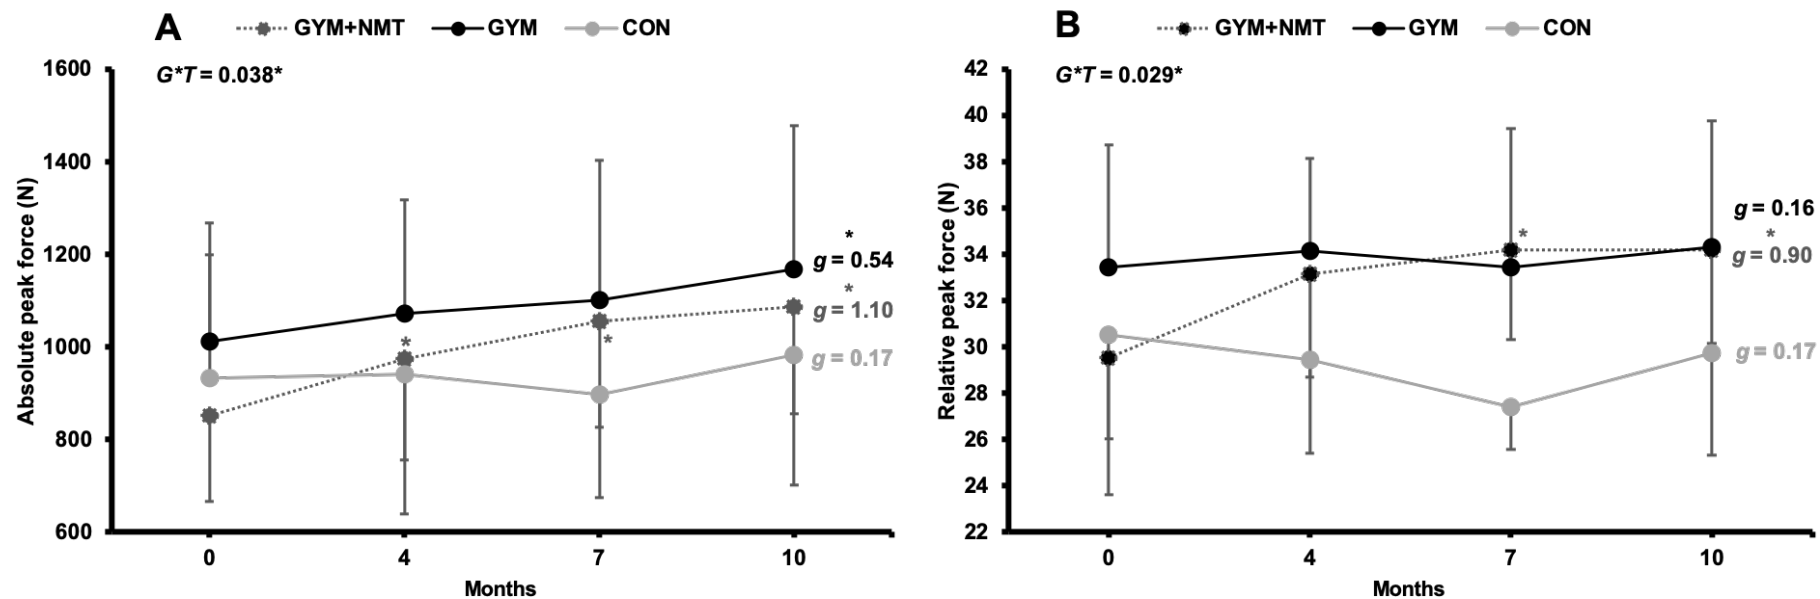 A
GYM+NMT GYM CON
G*T = 0.038*
1600
1400
1200
1000
800
600
Absolute peak force (N)
*
*
*
g = 0.54
*
g = 1.10
g = 0.17
0 4 7 10
Months
B
GYM+NMT GYM CON
G*T = 0.029*
42
40
38
36
34
32
30
28
26
24
22
Relative peak force (N)
*
g = 0.16
*
g = 0.90
g = 0.17
0 4 7 10
Months